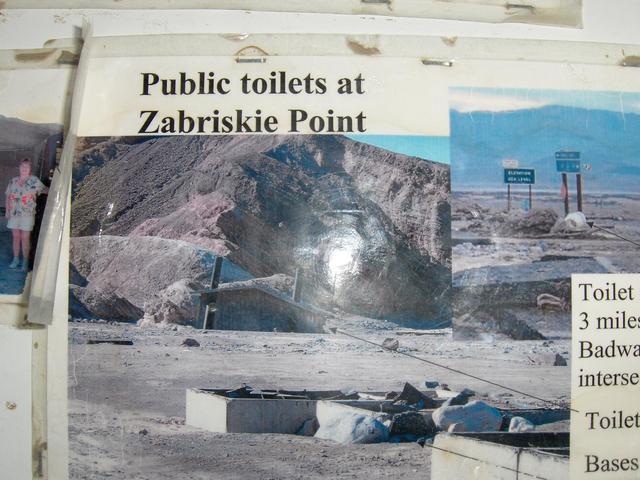 Public toilets at
Zabriskie Point
ELEVATION
SEA LEVEL
Toilet
3 miles
Badwa
interse
Toilet
Bases